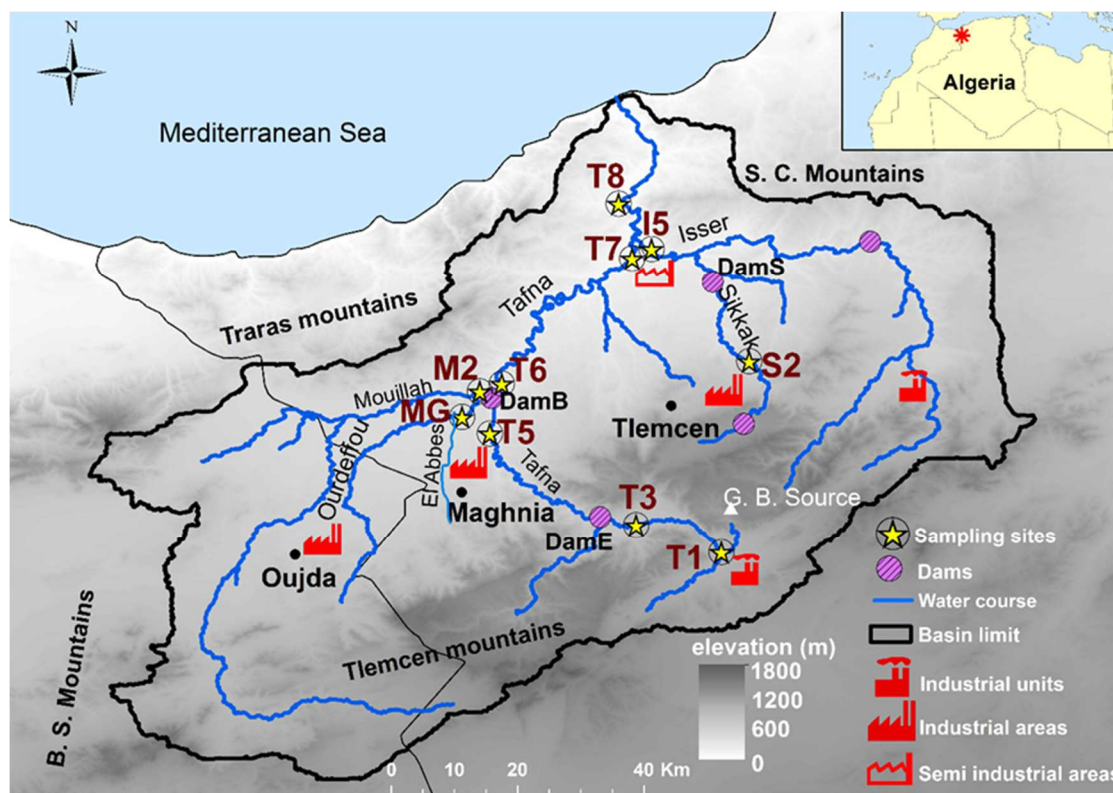 N
Mediterranean Sea
Algeria
S. C. Mountains
T8
I5
Isser
T7
DamS
Sikkak
Tafna
Traras mountains
S2
M2
T6
Mouillah
DamB
MG
T5
Tlemcen
El Abbes
Ourdeffou
Tafna
Maghnia
T3
G. B. Source
DamE
T1
Oujda
Tlemcen mountains
B. S. Mountains
Sampling sites
Dams
Water course
Basin limit
Industrial units
Industrial areas
Semi industrial areas
elevation (m)
1800
1200
600
0
0 20 40 Km